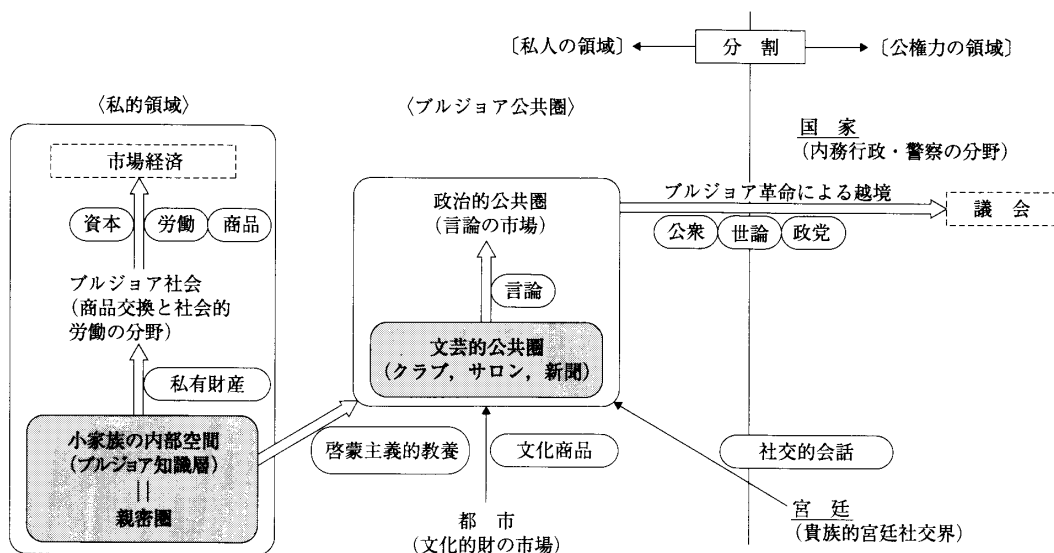 〔私人の領域〕
分 割
〔公権力の領域〕
〈私的領域〉
〈ブルジョア公共圏〉
市場経済
資本
労働
商品
ブルジョア社会
(商品交換と社会的
労働の分野)
私有財産
小家族の内部空間
(ブルジョア知識層)
||
親密圏
政治的公共圏
(言論の市場)
言論
文芸的公共圏
(クラブ,サロン,新聞)
啓蒙主義的教養
文化商品
都 市
(文化的財の市場)
国 家
(内務行政・警察の分野)
ブルジョア革命による越境
公衆
世論
政党
議 会
社交的会話
宮 廷
(貴族的宮廷社交界)